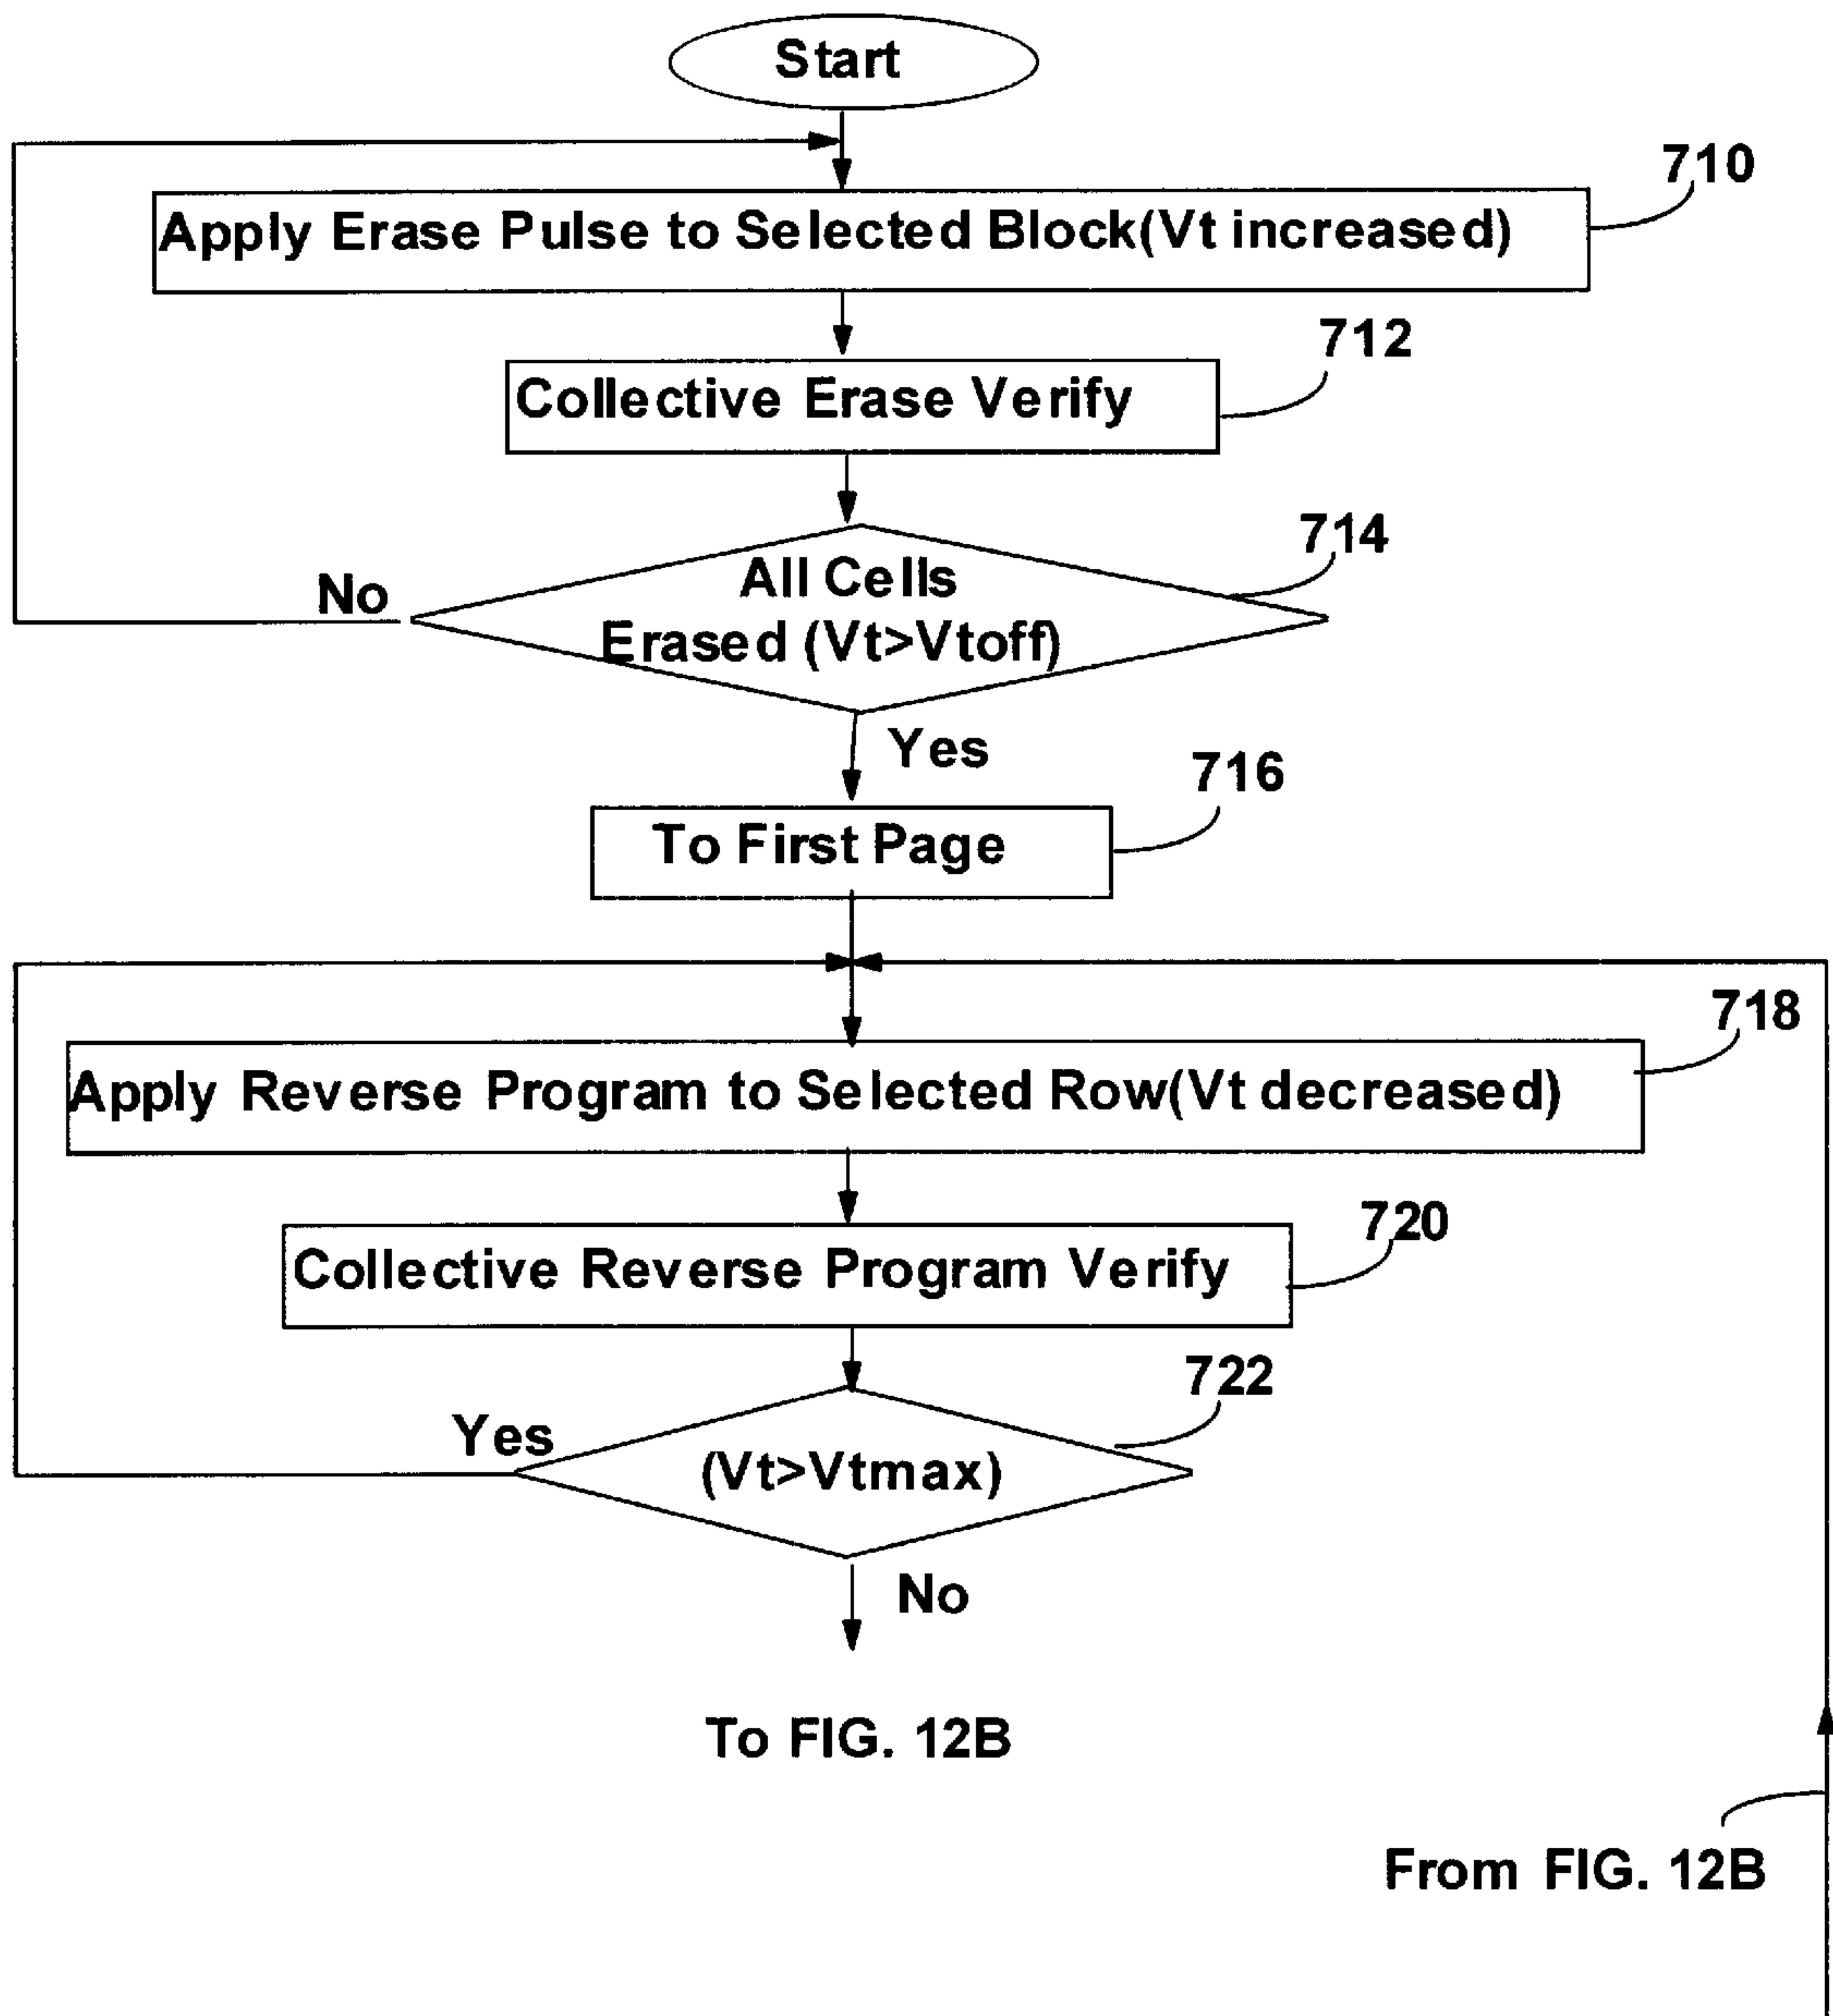 Start
710
Apply Erase Pulse to Selected Block(Vt increased)
712
Collective Erase Verify
714
All Cells
Erased (Vt>Vtoff)
No
Yes
716
To First Page
718
Apply Reverse Program to Selected Row(Vt decreased)
720
Collective Reverse Program Verify
722
Yes
(Vt>Vtmax)
No
To FIG. 12B
From FIG. 12B